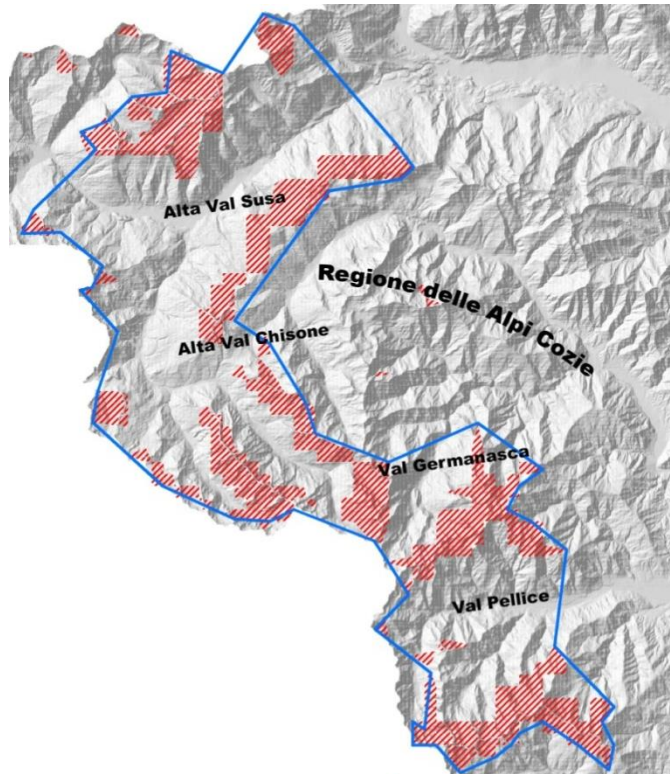 Alta Val Susa
Regione delle Alpi Cozie
Alta Val Chisone
Val Germanasca
Val Pellice